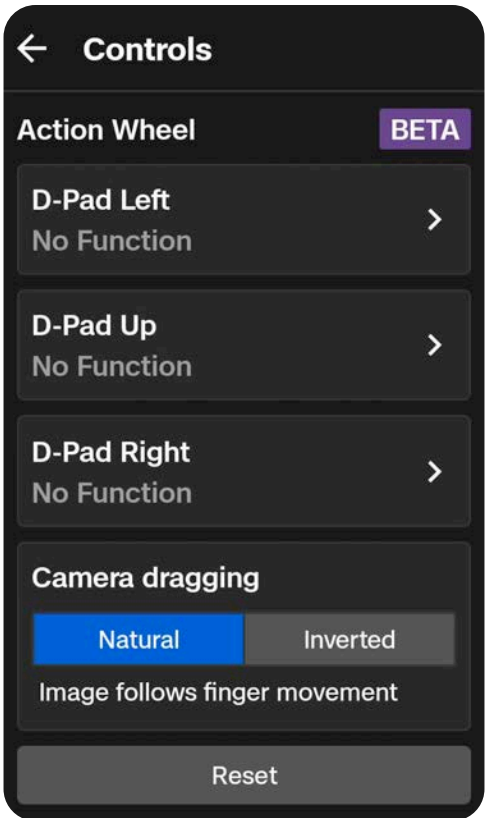 Controls
Action Wheel BETA
D-Pad Left
No Function
D-Pad Up
No Function
D-Pad Right
No Function
Camera dragging
Natural Inverted
Image follows finger movement
Reset